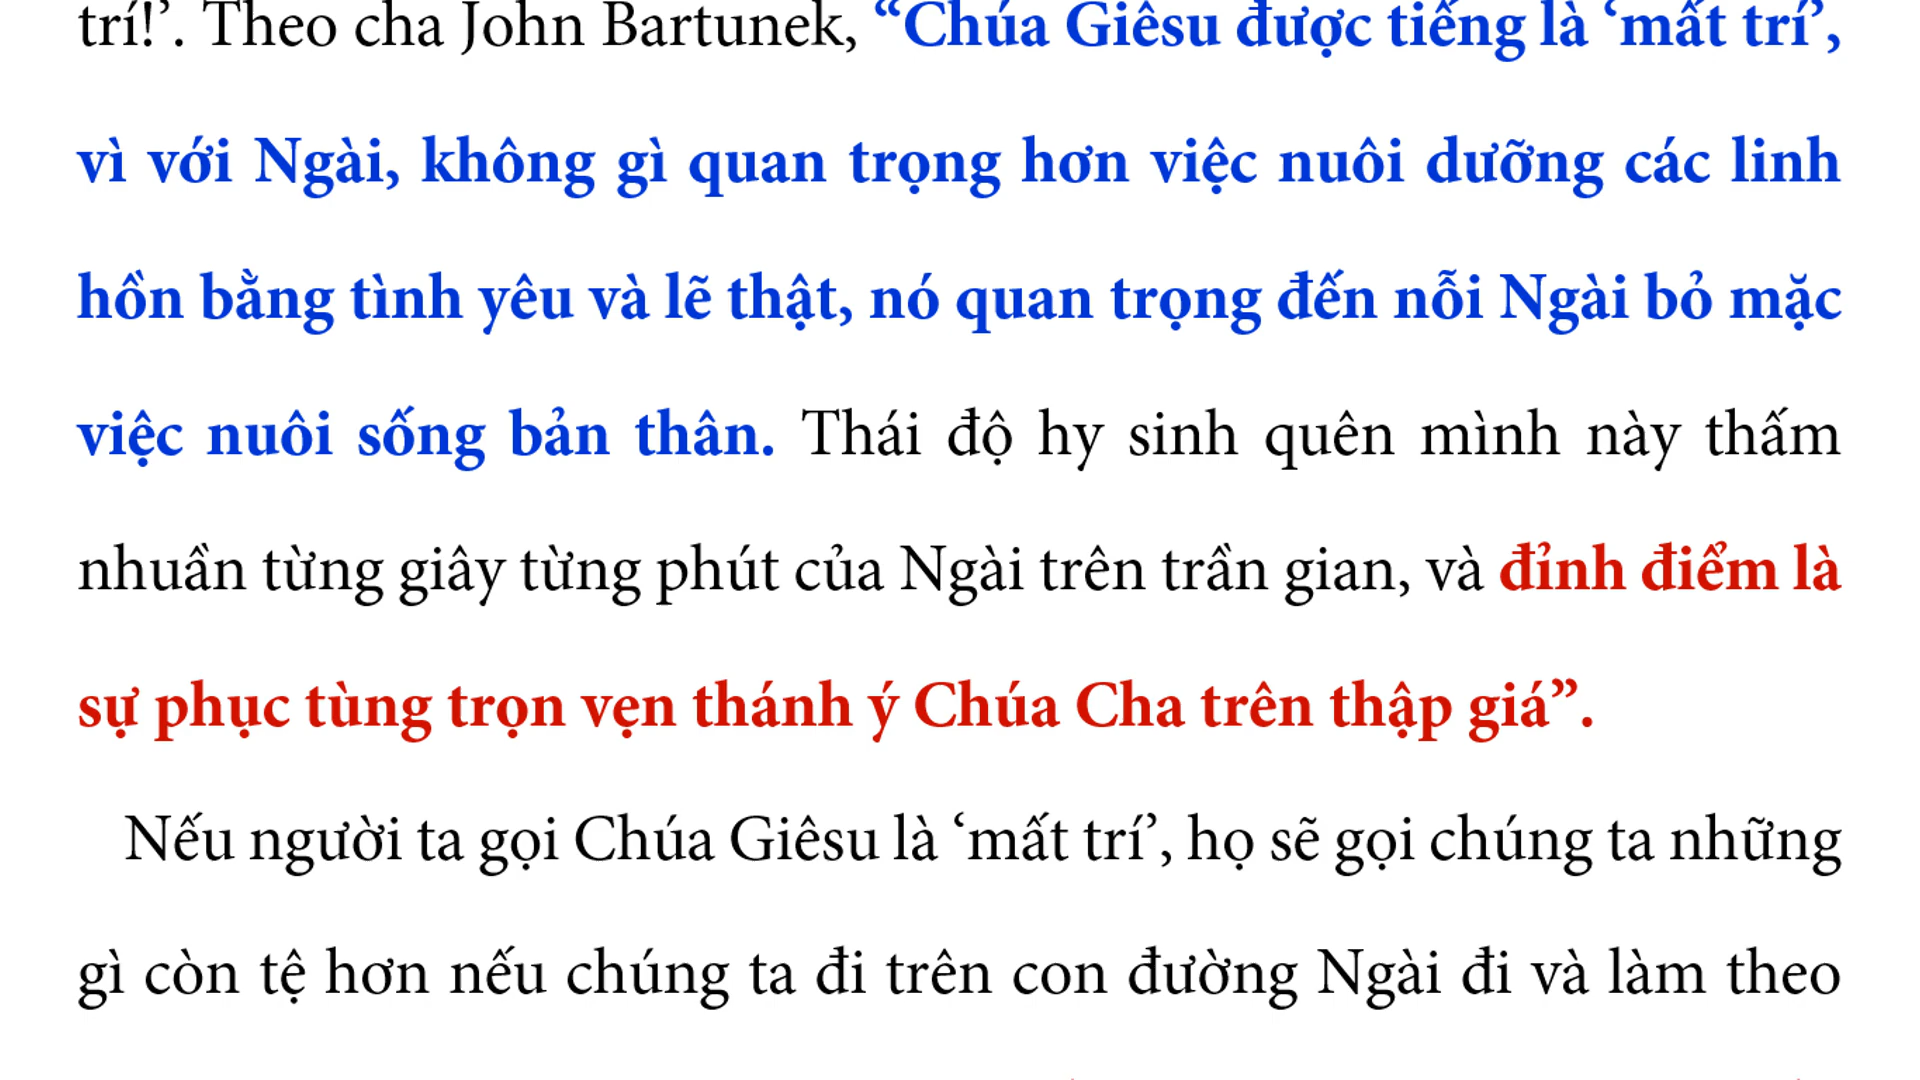 trí!’. Theo cha John Bartunek, “Chúa Giêsu được tiếng là ‘mất trí’,
vì với Ngài, không gì quan trọng hơn việc nuôi dưỡng các linh
hồn bằng tình yêu và lẽ thật, nó quan trọng đến nỗi Ngài bỏ mặc
việc nuôi sống bản thân. Thái độ hy sinh quên mình này thấm
nhuần từng giây từng phút của Ngài trên trần gian, và đỉnh điểm là
sự phục tùng trọn vẹn thánh ý Chúa Cha trên thập giá”.
Nếu người ta gọi Chúa Giêsu là ‘mất trí’, họ sẽ gọi chúng ta những
gì còn tệ hơn nếu chúng ta đi trên con đường Ngài đi và làm theo